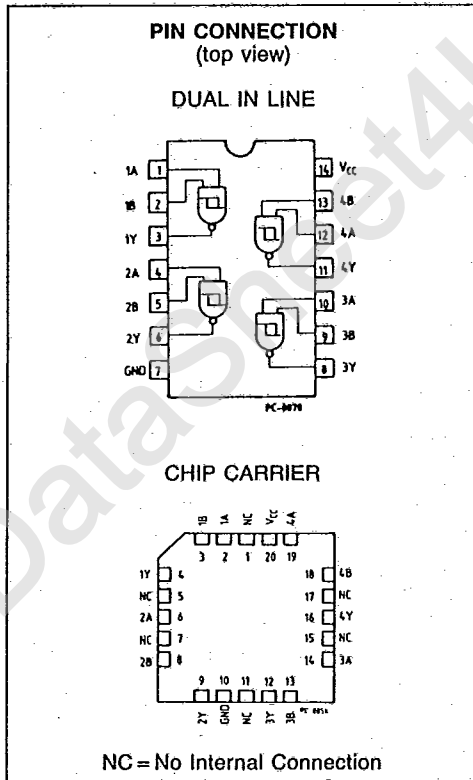 PIN CONNECTION
(top view)
DUAL IN LINE
1A 1 14 VCC
1B 2 13 4B
1Y 3 12 4A
2A 4 11 4Y
2B 5 10 3A
2Y 6 9 3B
GND 7 8 3Y
PC-0070
CHIP CARRIER
1B 1A NC VCC 4A
3 2 1 20 19
1Y 4 18 4B
NC 5 17 NC
2A 6 16 4Y
NC 7 15 NC
2B 8 14 3A
9 10 11 12 13
2Y GND NC 3Y 3B
NC = No Internal Connection
DataSheet4